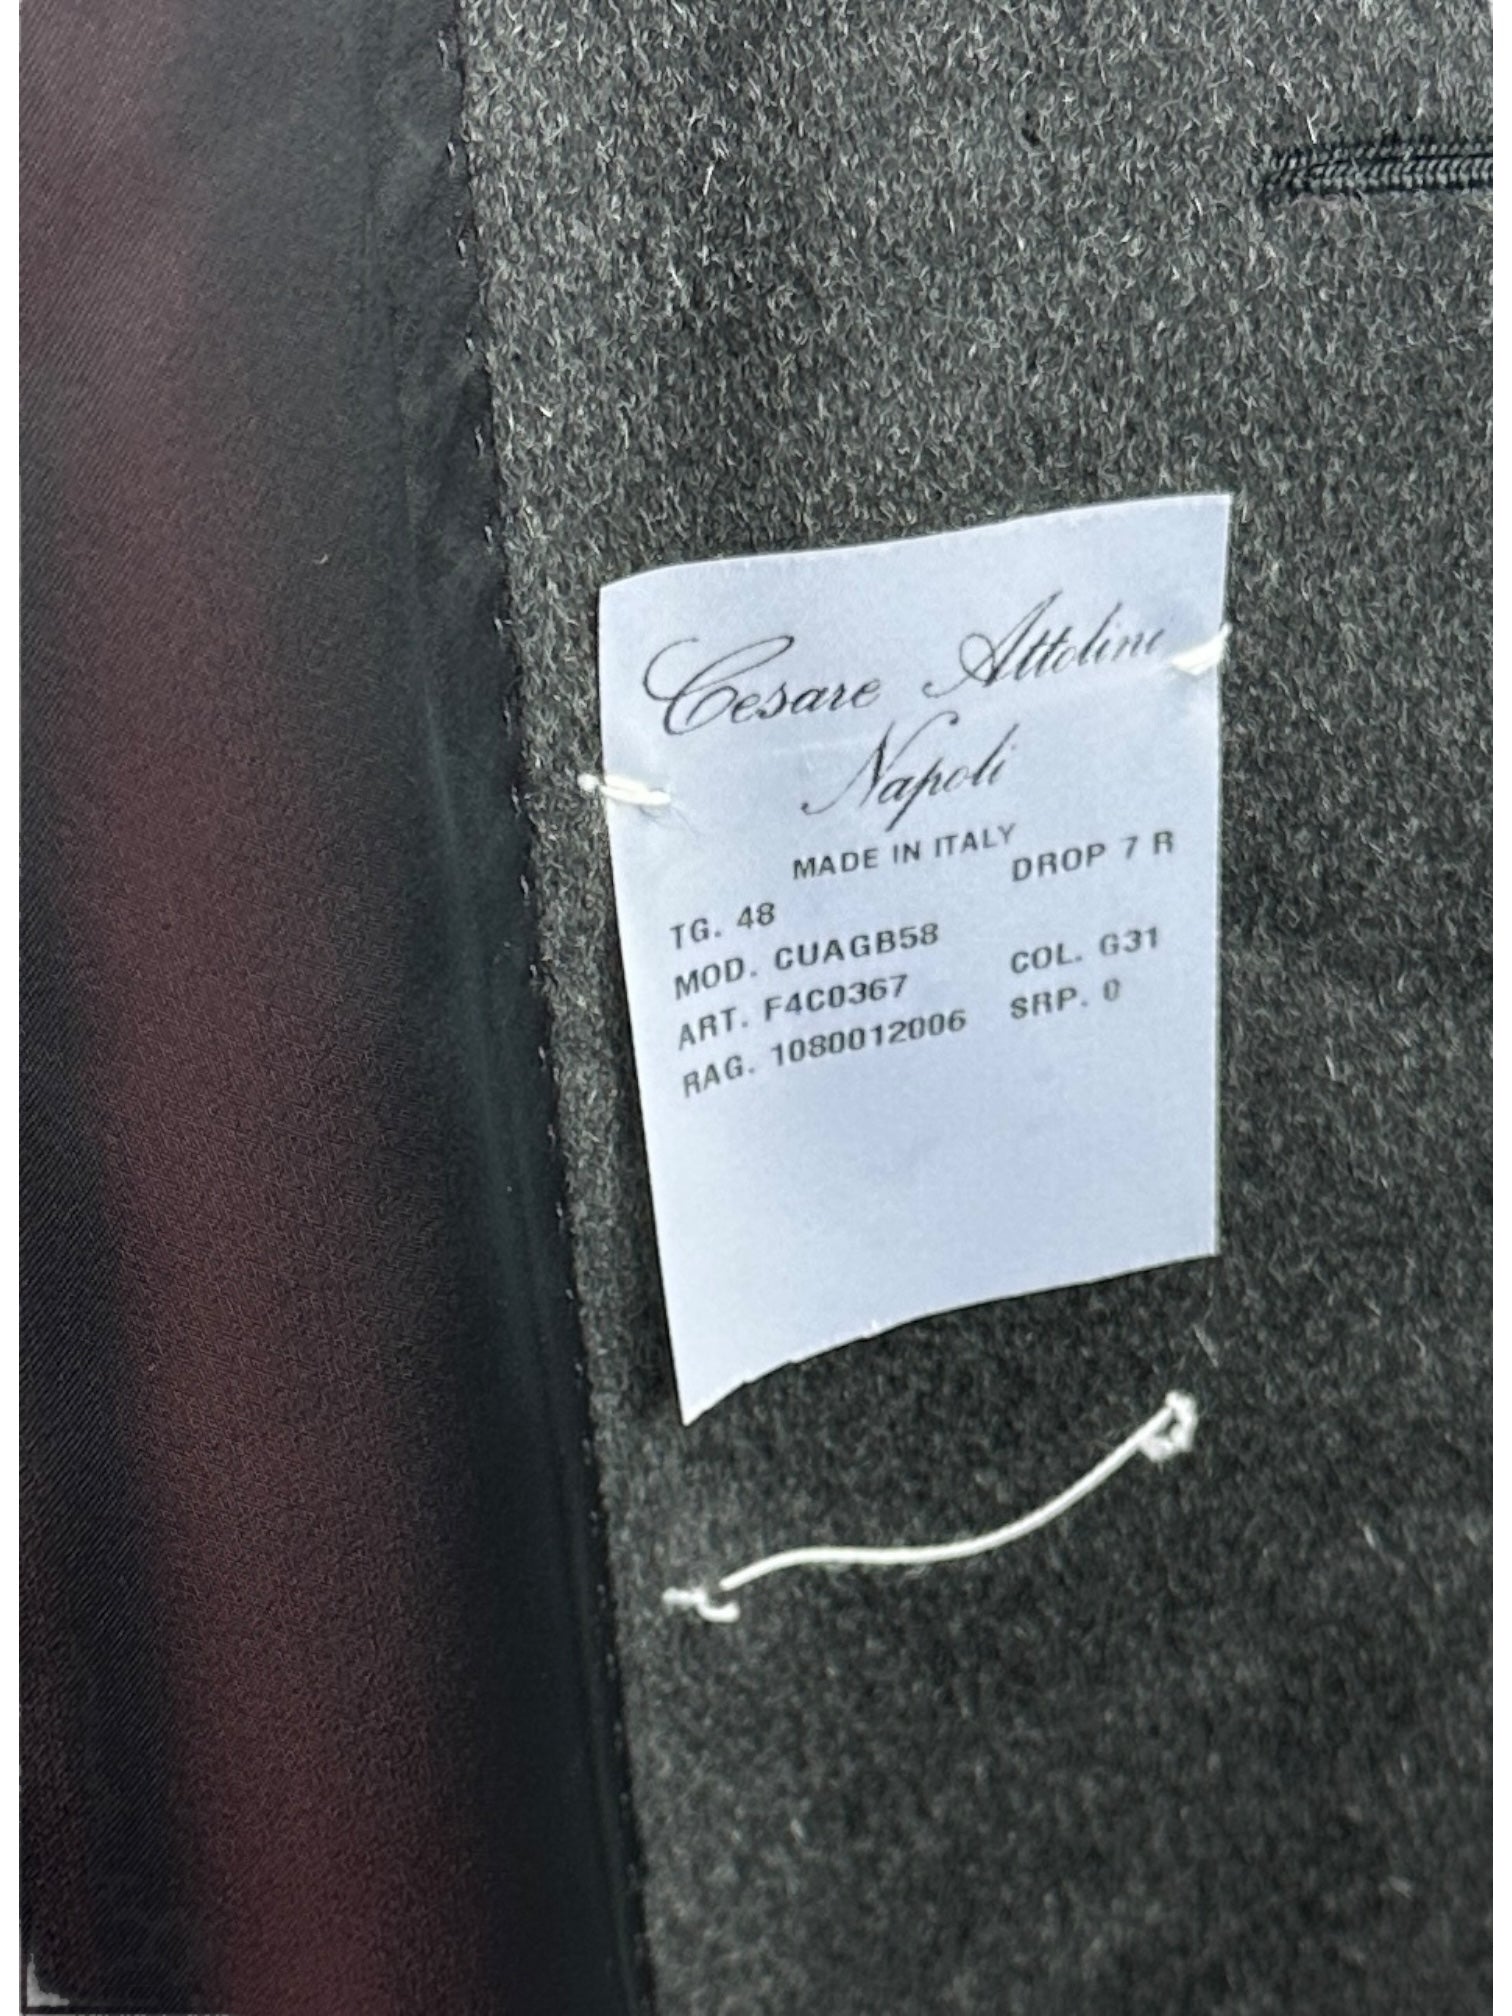 Cesare Attolini
Napoli
MADE IN ITALY
TG. 48 DROP 7 R
MOD. CUAGB58
ART. F4C0367 COL. G31
RAG. 1080012006 SRP. 0